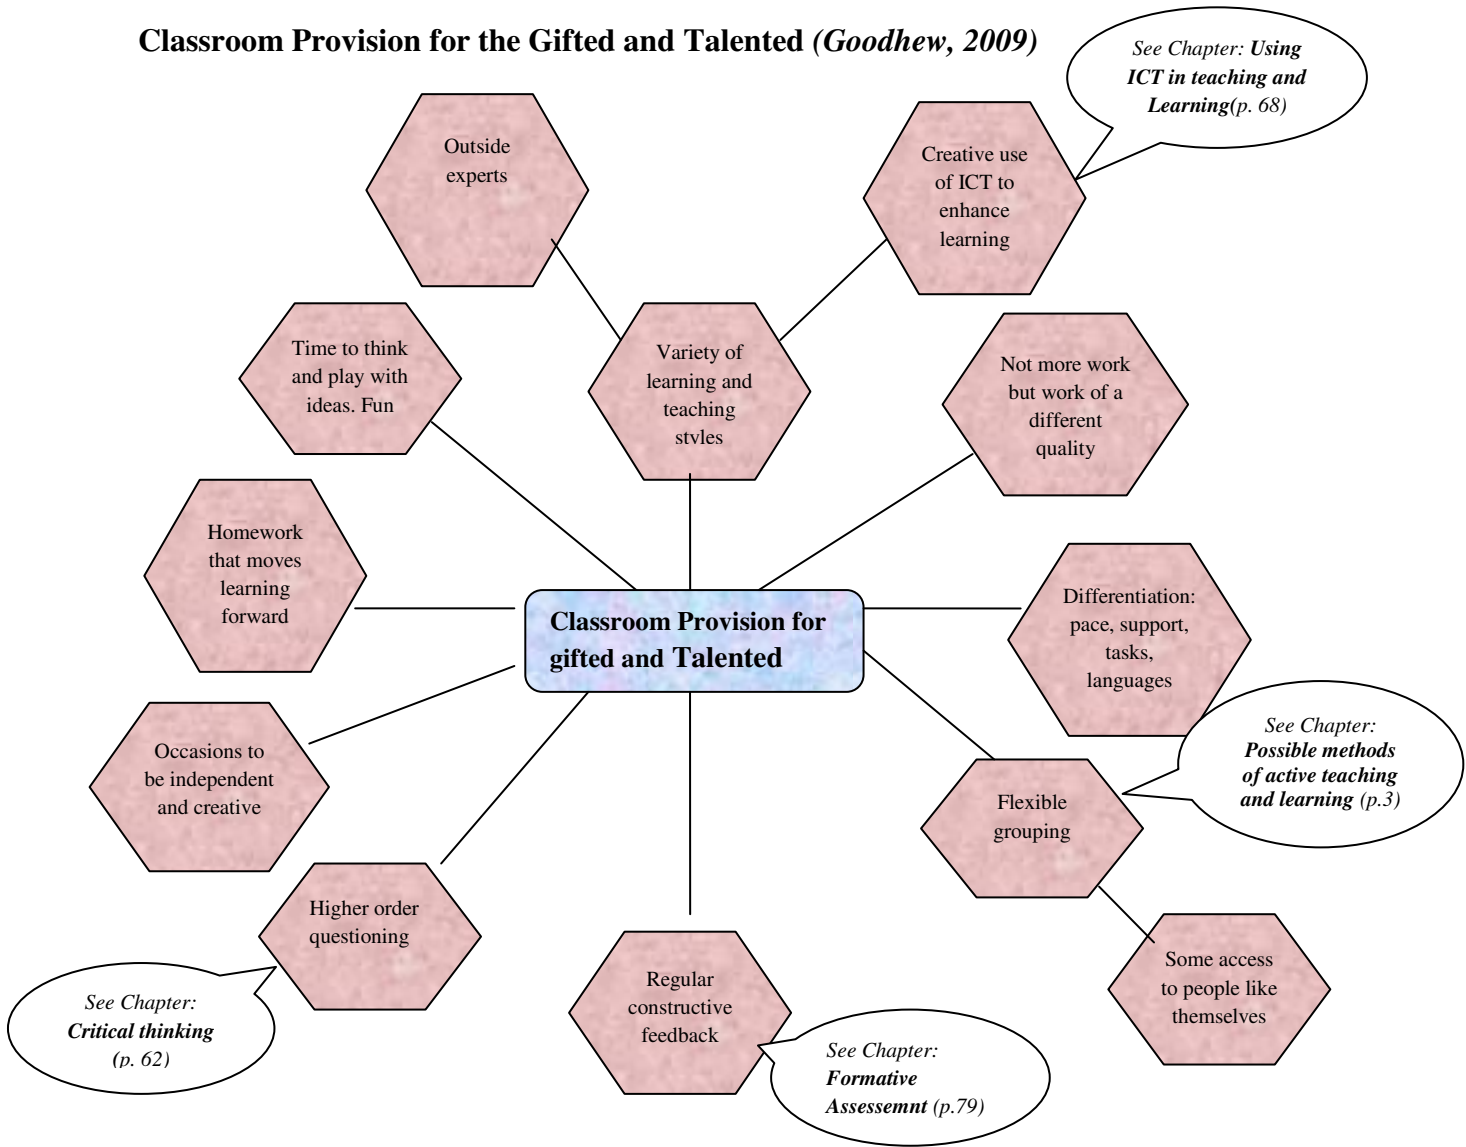 Classroom Provision for the Gifted and Talented (Goodhew, 2009)
See Chapter: Using
ICT in teaching and
Learning(p. 68)
Outside
experts
Creative use
of ICT to
enhance
learning
Time to think
and play with
ideas. Fun
Variety of
learning and
teaching
styles
Not more work
but work of a
different
quality
Homework
that moves
learning
forward
Classroom Provision for
gifted and Talented
Differentiation:
pace, support,
tasks,
languages
See Chapter:
Possible methods
of active teaching
and learning (p.3)
Occasions to
be independent
and creative
Flexible
grouping
Higher order
questioning
Some access
to people like
themselves
Regular
constructive
feedback
See Chapter:
Critical thinking
(p. 62)
See Chapter:
Formative
Assessemnt (p.79)